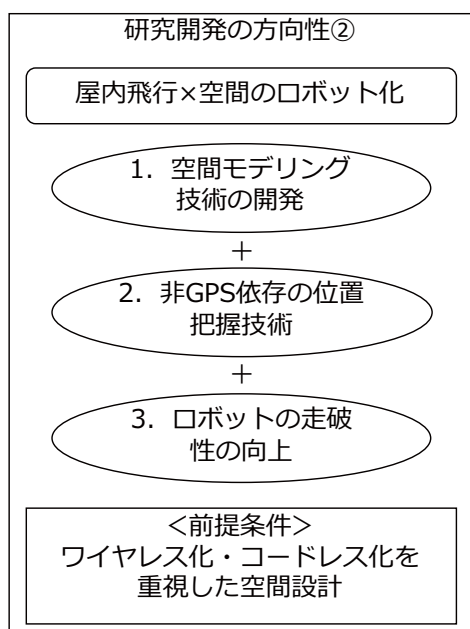 研究開発の方向性②
屋内飛行×空間のロボット化
1．空間モデリング
技術の開発
＋
2．非GPS依存の位置
把握技術
＋
3．ロボットの走破
性の向上
＜前提条件＞
ワイヤレス化・コードレス化を
重視した空間設計